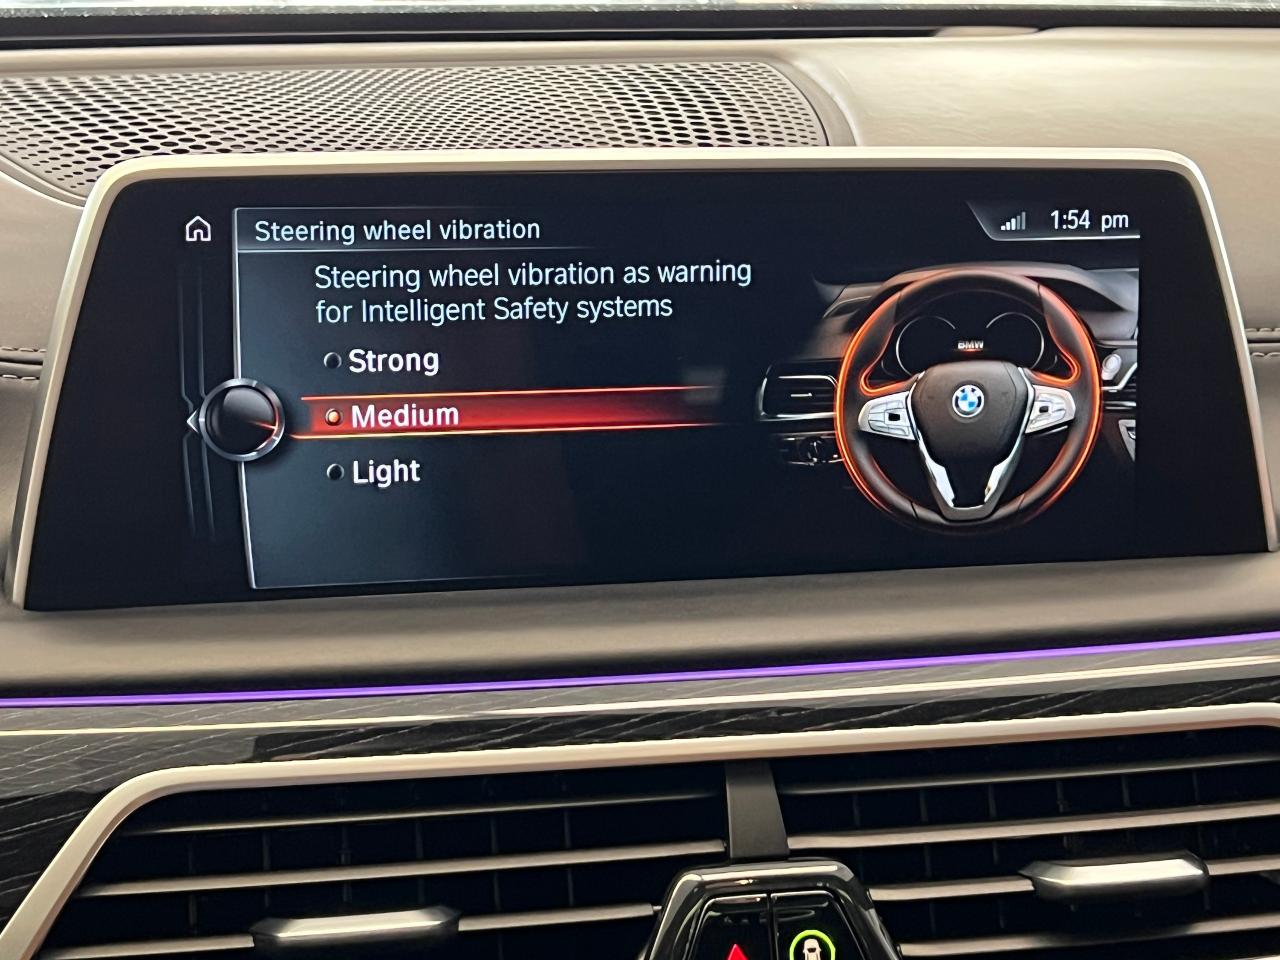 Steering wheel vibration
1:54 pm
Steering wheel vibration as warning
for Intelligent Safety systems
Strong
Medium
Light
BMW